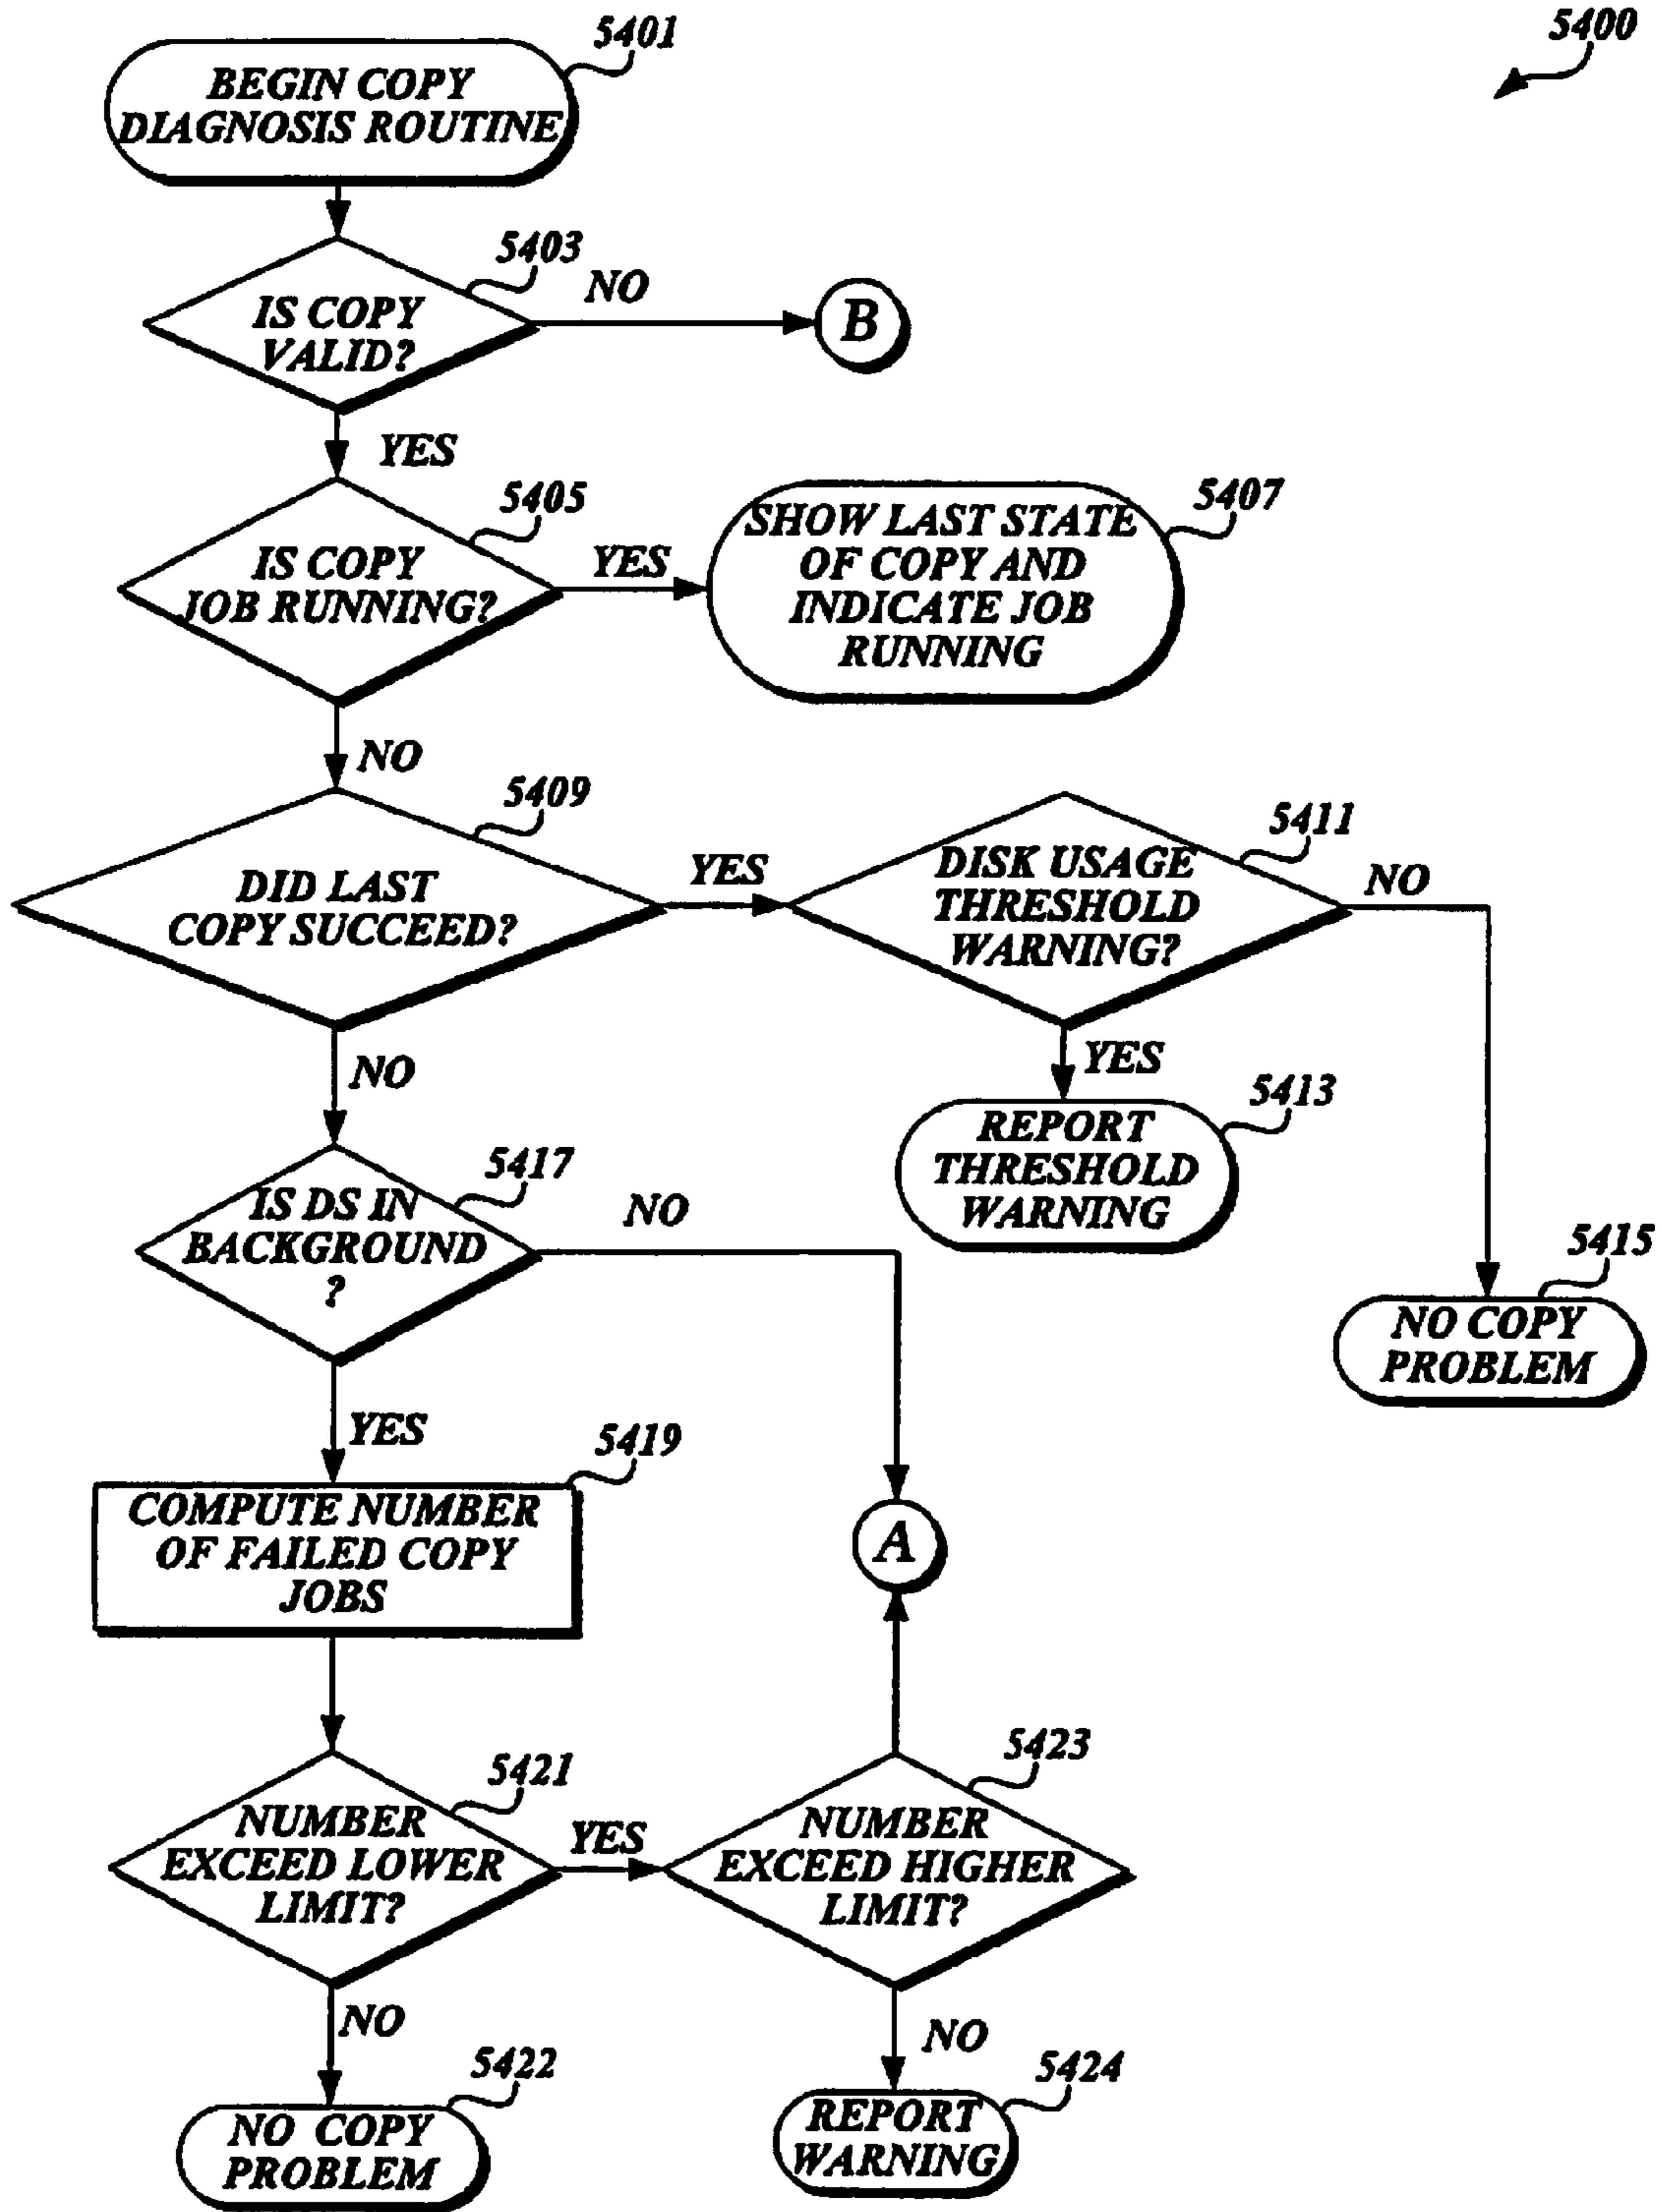 5400
5401
BEGIN COPY
DIAGNOSIS ROUTINE
5403
IS COPY
VALID?
NO
B
YES
5405
IS COPY
JOB RUNNING?
YES
5407
SHOW LAST STATE
OF COPY AND
INDICATE JOB
RUNNING
NO
5409
DID LAST
COPY SUCCEED?
YES
5411
DISK USAGE
THRESHOLD
WARNING?
NO
YES
5413
REPORT
THRESHOLD
WARNING
5415
NO COPY
PROBLEM
NO
5417
IS DS IN
BACKGROUND
?
NO
YES
5419
COMPUTE NUMBER
OF FAILED COPY
JOBS
A
5421
NUMBER
EXCEED LOWER
LIMIT?
YES
5423
NUMBER
EXCEED HIGHER
LIMIT?
NO
5422
NO COPY
PROBLEM
NO
5424
REPORT
WARNING